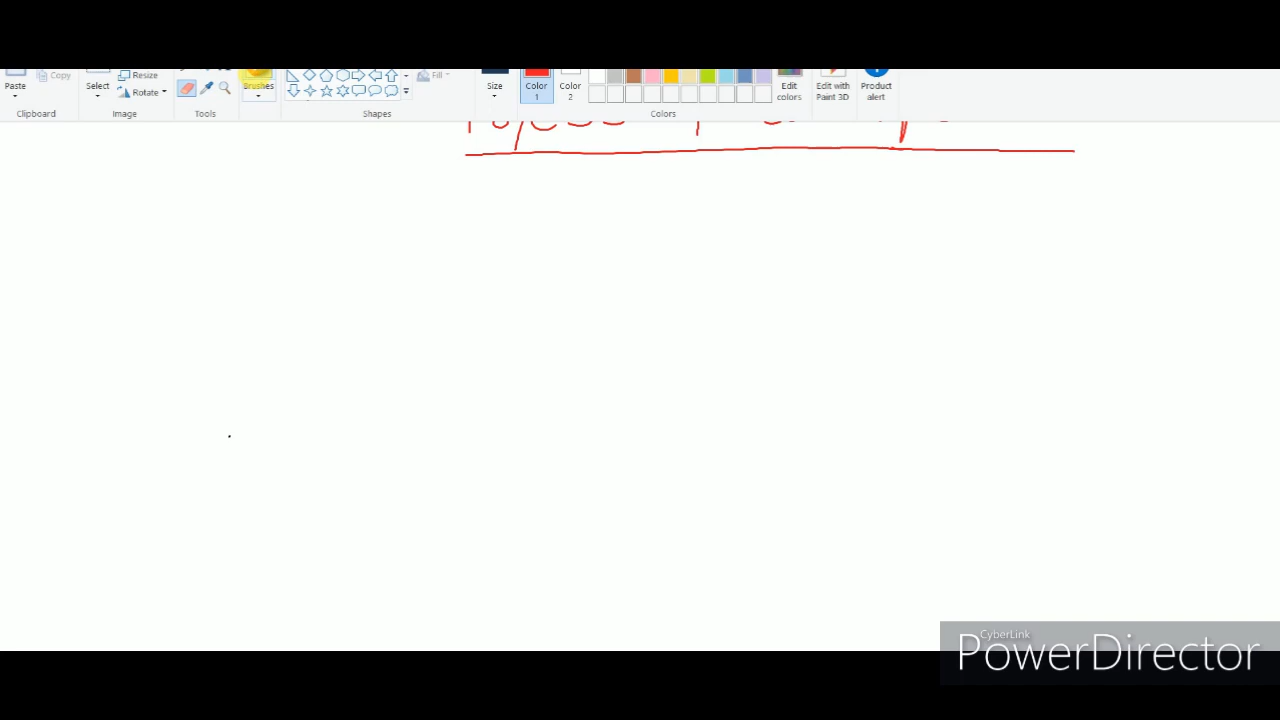 Paste
Copy
Select
Resize
Rotate
Brushes
Fill
Size
Color 1
Color 2
Edit colors
Edit with Paint 3D
Product alert
Clipboard
Image
Tools
Shapes
Colors
CyberLink
PowerDirector